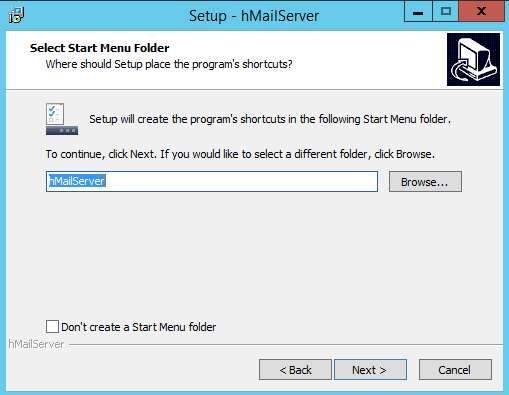 Setup - hMailServer
Select Start Menu Folder
Where should Setup place the program's shortcuts?
Setup will create the program's shortcuts in the following Start Menu folder.
To continue, click Next. If you would like to select a different folder, click Browse.
hMailServer
Browse...
Don't create a Start Menu folder
hMailServer
< Back
Next >
Cancel